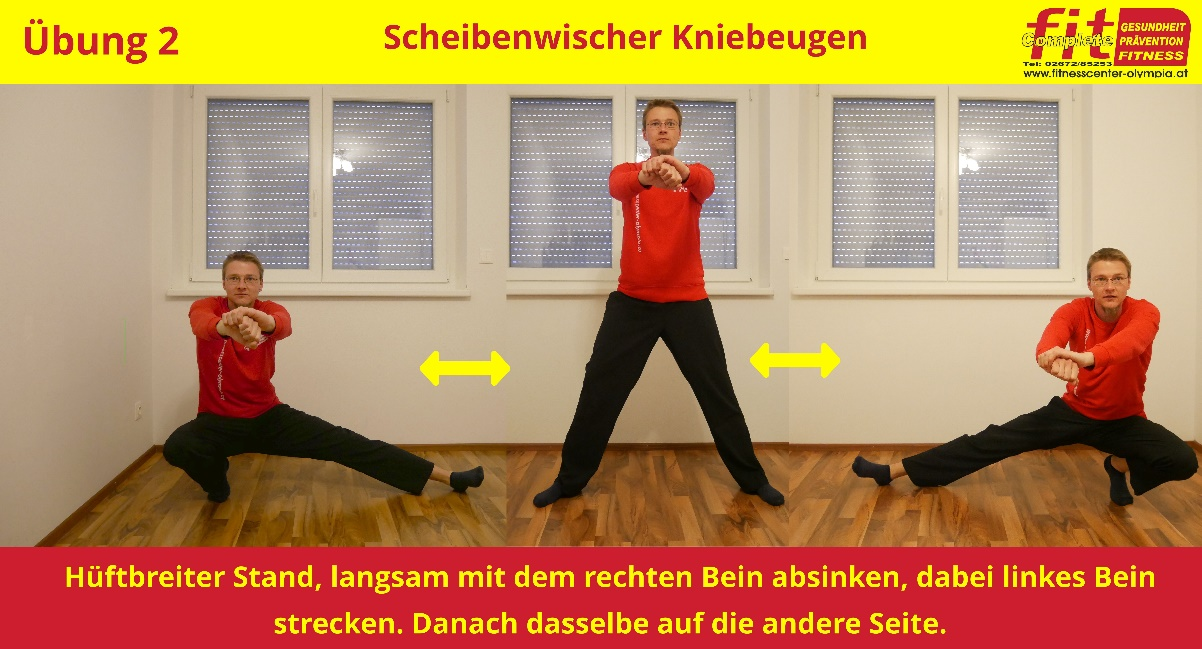 Übung 2
Scheibenwischer Kniebeugen
fit
Complete
GESUNDHEIT
PRÄVENTION
FITNESS
Tel: 02672/85253
www.fitnesscenter-olympia.at
Hüftbreiter Stand, langsam mit dem rechten Bein absinken, dabei linkes Bein
strecken. Danach dasselbe auf die andere Seite.